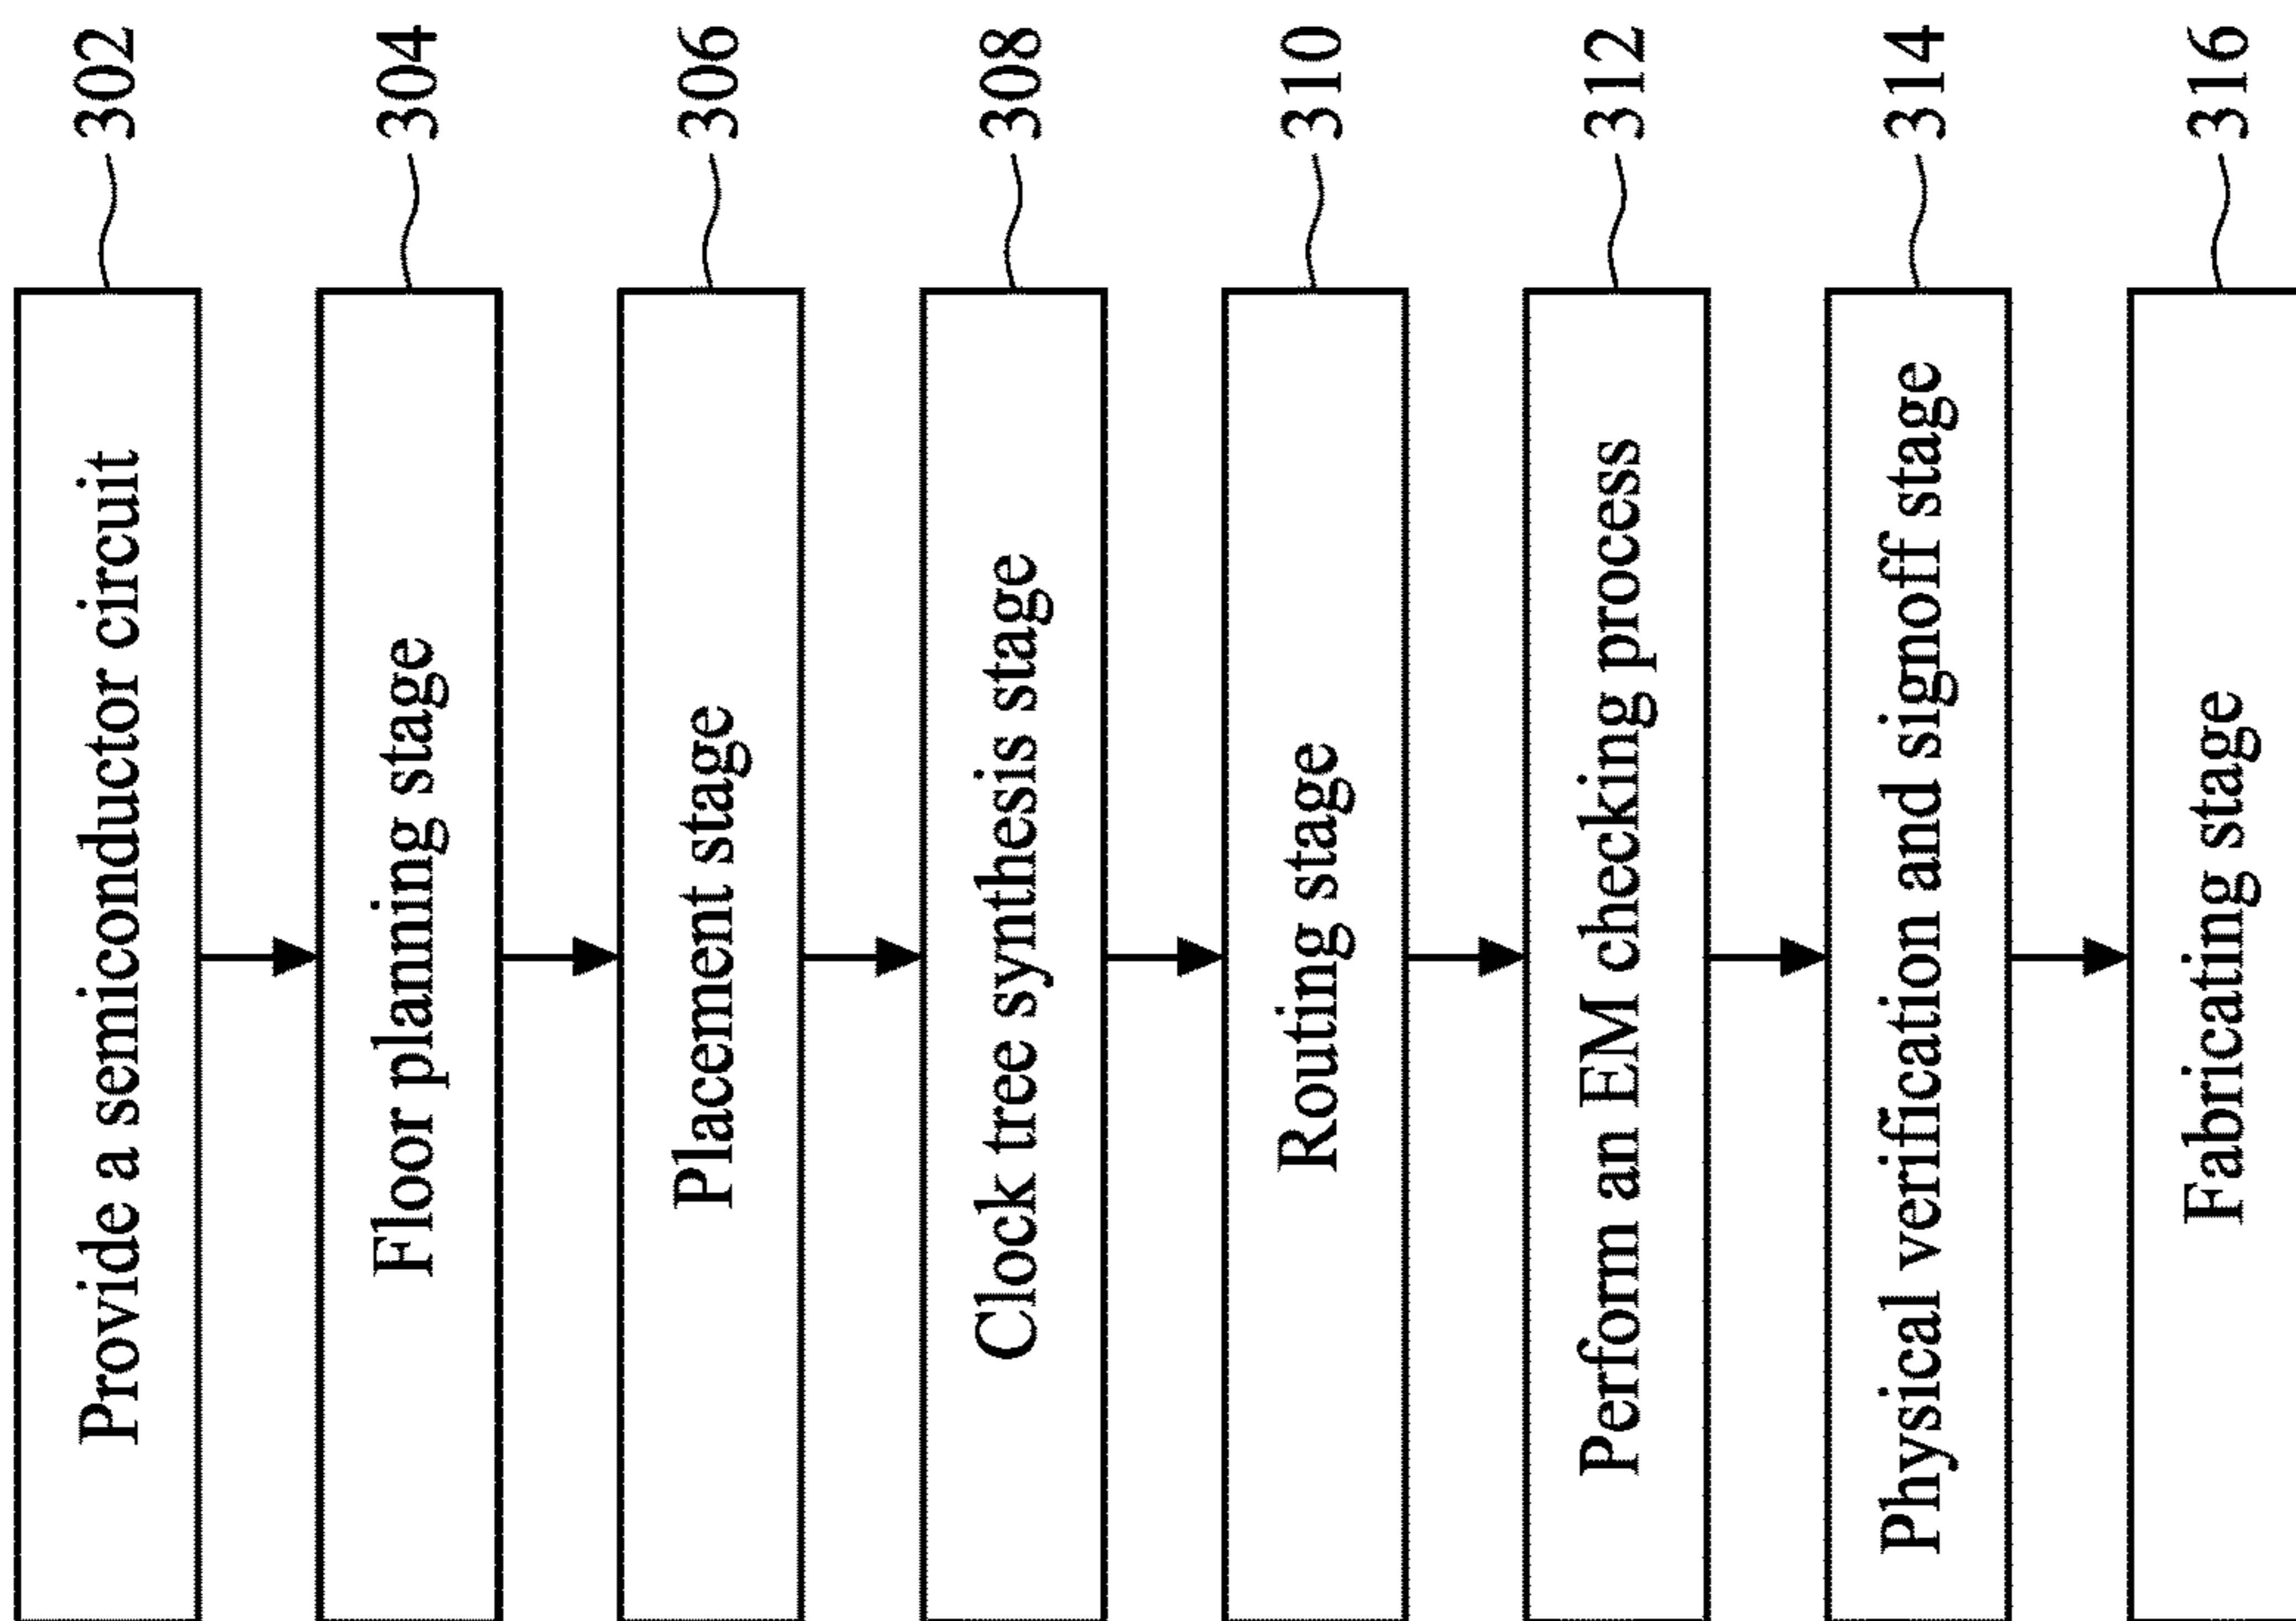 Provide a semiconductor circuit 302
Floor planning stage 304
Placement stage 306
Clock tree synthesis stage 308
Routing stage 310
Perform an EM checking process 312
Physical verification and signoff stage 314
Fabricating stage 316